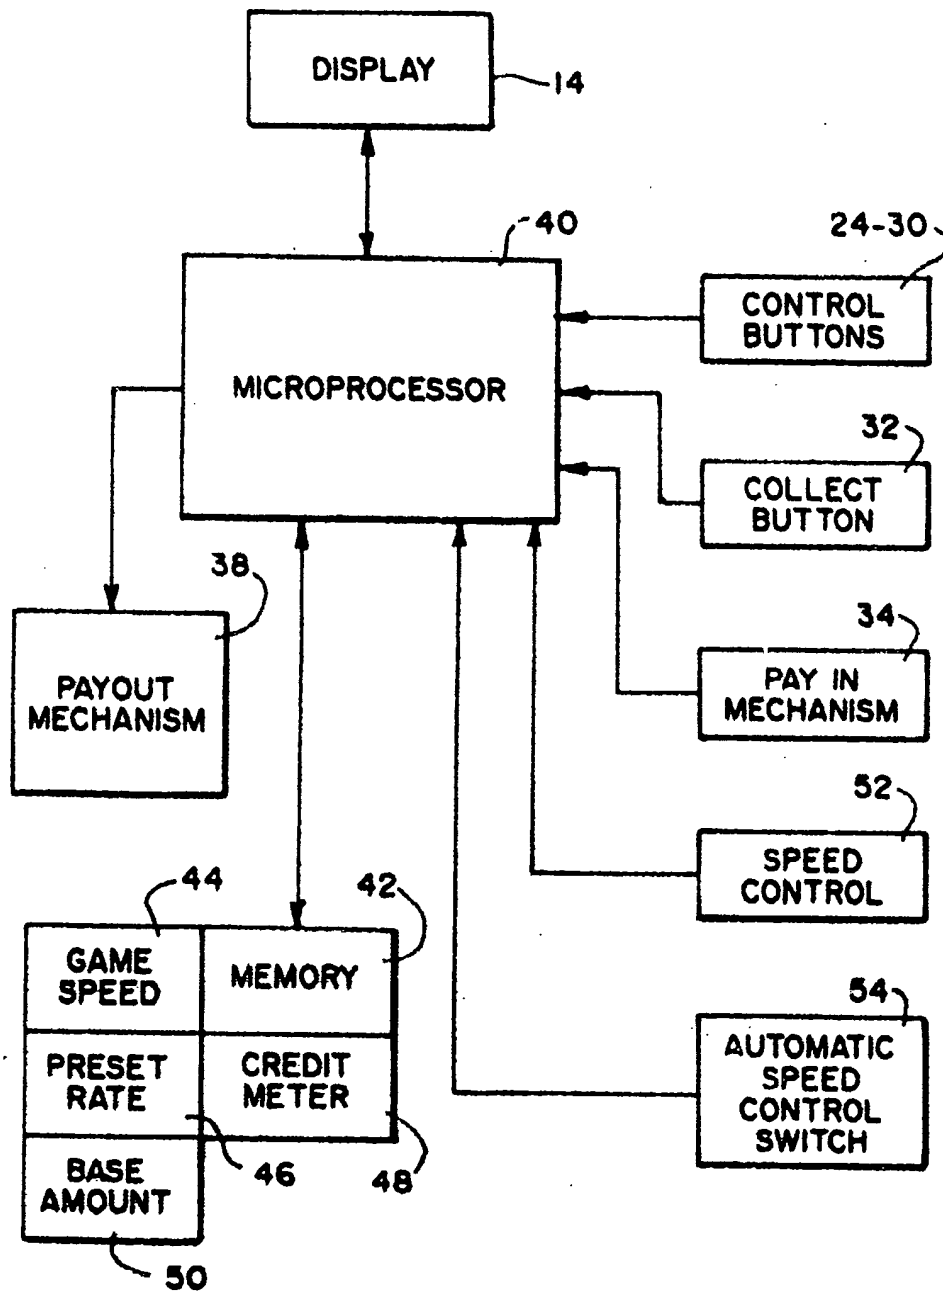 DISPLAY
14
40
24-30
CONTROL
BUTTONS
MICROPROCESSOR
32
COLLECT
BUTTON
38
34
PAYOUT
MECHANISM
PAY IN
MECHANISM
52
SPEED
CONTROL
44
42
GAME
SPEED
MEMORY
54
PRESET
RATE
CREDIT
METER
AUTOMATIC
SPEED
CONTROL
SWITCH
46
48
BASE
AMOUNT
50